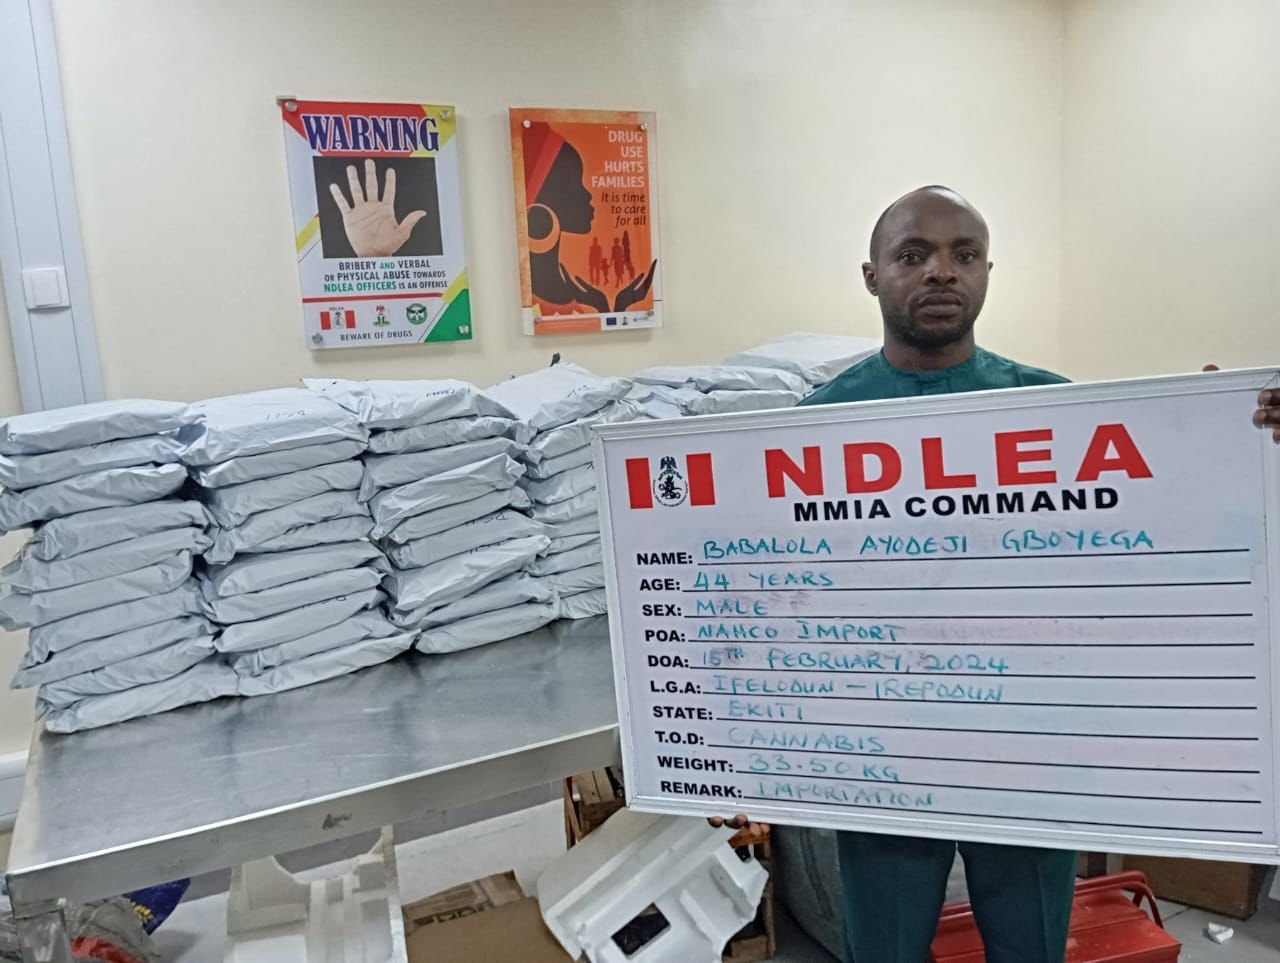 WARNING
BRIBERY AND VERBAL
OR PHYSICAL ABUSE TOWARDS
NDLEA OFFICERS IS AN OFFENSE
NDLEA
BEWARE OF DRUGS
DRUG
USE
HURTS
FAMILIES
It is time
to care
for all
NDLEA
MMIA COMMAND
NAME: BABALOLA AYODEJI GBOYEGA
AGE: 44 YEARS
SEX: MALE
POA: NAHCO IMPORT
DOA: 15TH FEBRUARY, 2024
L.G.A: IFELODUN - IREPODUN
STATE: EKITI
T.O.D: CANNABIS
WEIGHT: 33.50 KG
REMARK: IMPORTATION